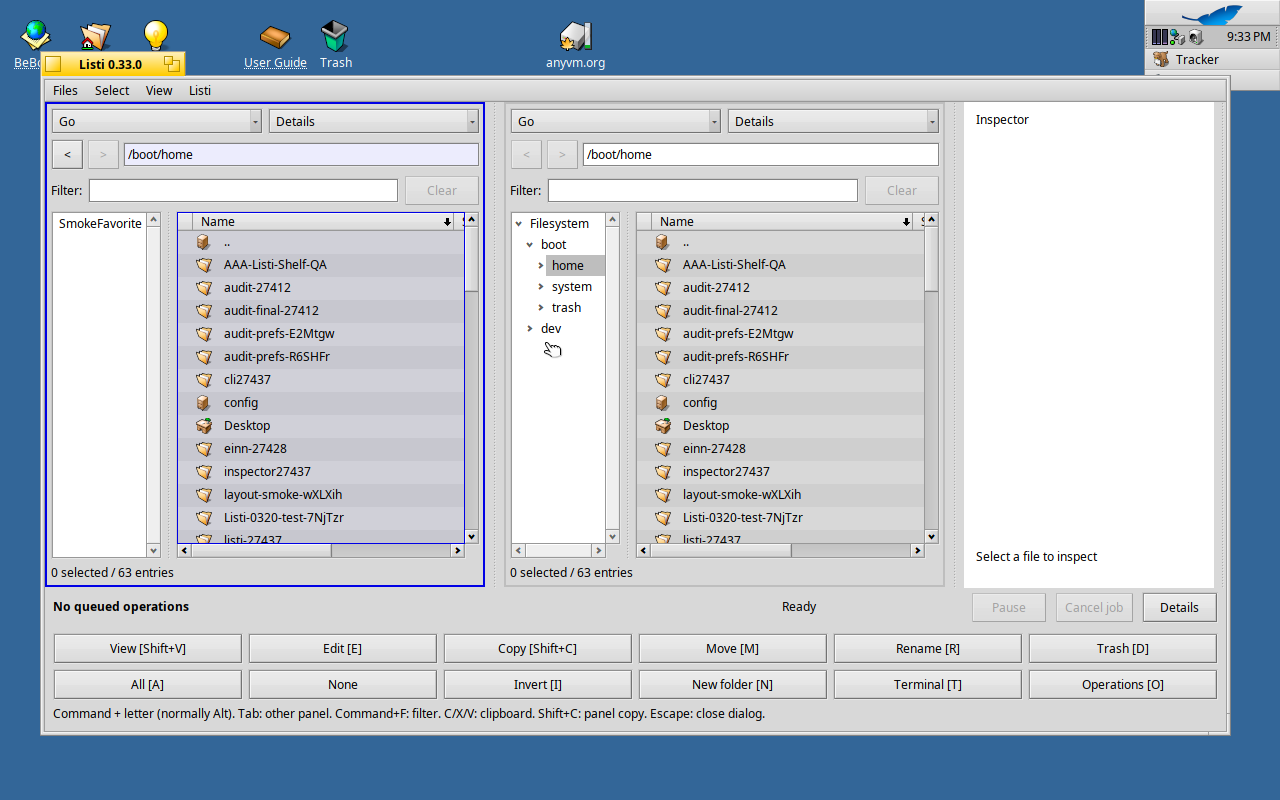 9:33 PM
BeBo
User Guide
Trash
anyvm.org
Tracker
Listi 0.33.0
Files Select View Listi
Go Details
< > /boot/home
Filter: Clear
SmokeFavorite
Name
..
AAA-Listi-Shelf-QA
audit-27412
audit-final-27412
audit-prefs-E2Mtgw
audit-prefs-R6SHFr
cli27437
config
Desktop
einn-27428
inspector27437
layout-smoke-wXLXih
Listi-0320-test-7NjTzr
listi-27437
0 selected / 63 entries
Go Details
< > /boot/home
Filter: Clear
Filesystem
boot
home
system
trash
dev
Name
..
AAA-Listi-Shelf-QA
audit-27412
audit-final-27412
audit-prefs-E2Mtgw
audit-prefs-R6SHFr
cli27437
config
Desktop
einn-27428
inspector27437
layout-smoke-wXLXih
Listi-0320-test-7NjTzr
listi-27437
0 selected / 63 entries
Inspector
Select a file to inspect
No queued operations Ready Pause Cancel job Details
View [Shift+V] Edit [E] Copy [Shift+C] Move [M] Rename [R] Trash [D]
All [A] None Invert [I] New folder [N] Terminal [T] Operations [O]
Command + letter (normally Alt). Tab: other panel. Command+F: filter. C/X/V: clipboard. Shift+C: panel copy. Escape: close dialog.